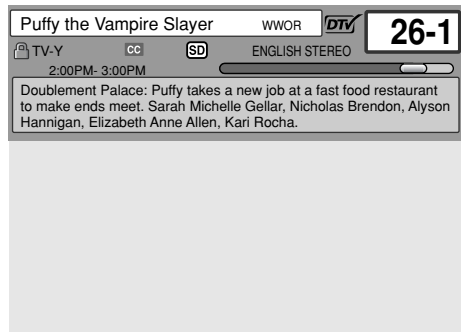 Puffy the Vampire Slayer WWOR DTV 26-1
TV-Y CC SD ENGLISH STEREO
2:00PM- 3:00PM
Doublement Palace: Puffy takes a new job at a fast food restaurant
to make ends meet. Sarah Michelle Gellar, Nicholas Brendon, Alyson
Hannigan, Elizabeth Anne Allen, Kari Rocha.